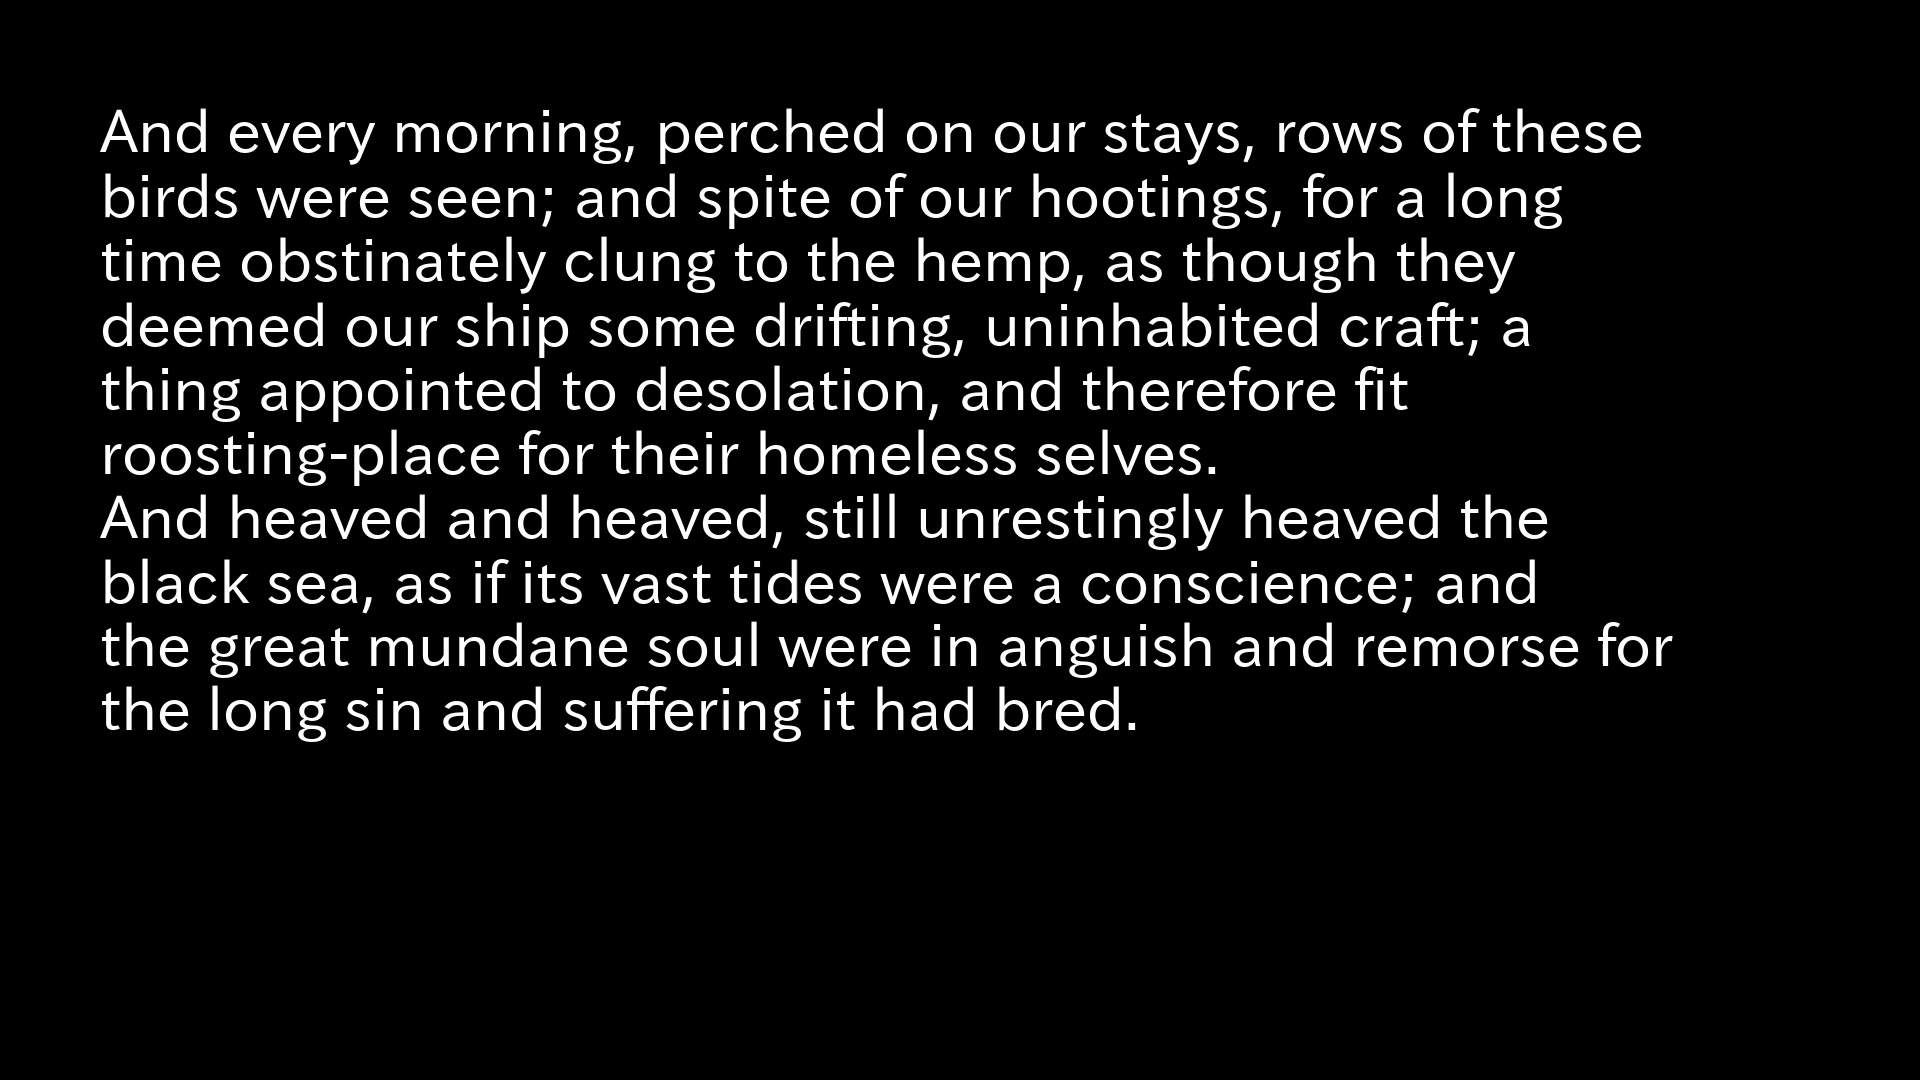 And every morning, perched on our stays, rows of these
birds were seen; and spite of our hootings, for a long
time obstinately clung to the hemp, as though they
deemed our ship some drifting, uninhabited craft; a
thing appointed to desolation, and therefore fit
roosting-place for their homeless selves.
And heaved and heaved, still unrestingly heaved the
black sea, as if its vast tides were a conscience; and
the great mundane soul were in anguish and remorse for
the long sin and suffering it had bred.